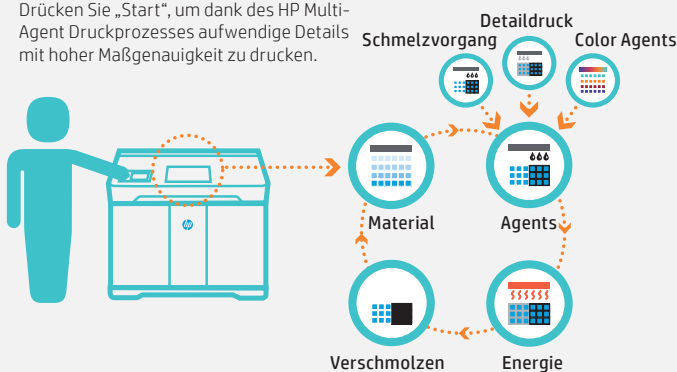 Drücken Sie „Start“, um dank des HP Multi-
Agent Druckprozesses aufwendige Details
mit hoher Maßgenauigkeit zu drucken.
Detaildruck
Schmelzvorgang
Color Agents
Material
Agents
hp
Verschmolzen
Energie